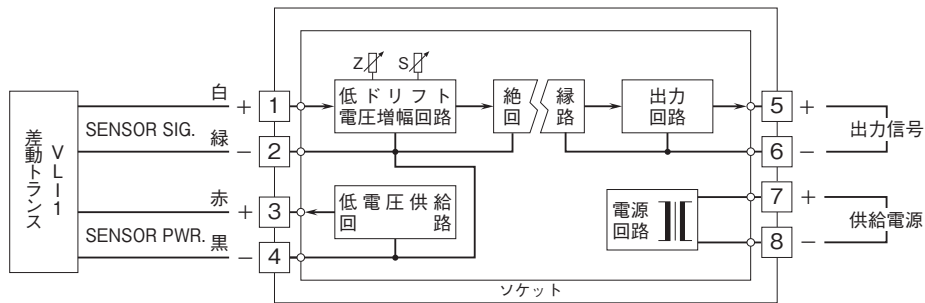 差動トランス
VLI1
白
SENSOR SIG.
緑
赤
SENSOR PWR.
黒
+ 1
− 2
+ 3
− 4
Z
S
低ドリフト
電圧増幅回路
絶縁
回路
出力
回路
低電圧供給
回路
電源
回路
5 +
6 −
出力信号
7 +
8 −
供給電源
ソケット